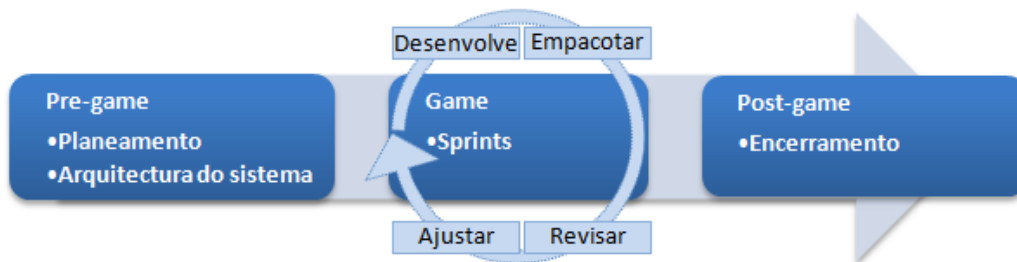 Desenvolve Empacotar
Pre-game
•Planeamento
•Arquitectura do sistema
Game
•Sprints
Post-game
•Encerramento
Ajustar Revisar